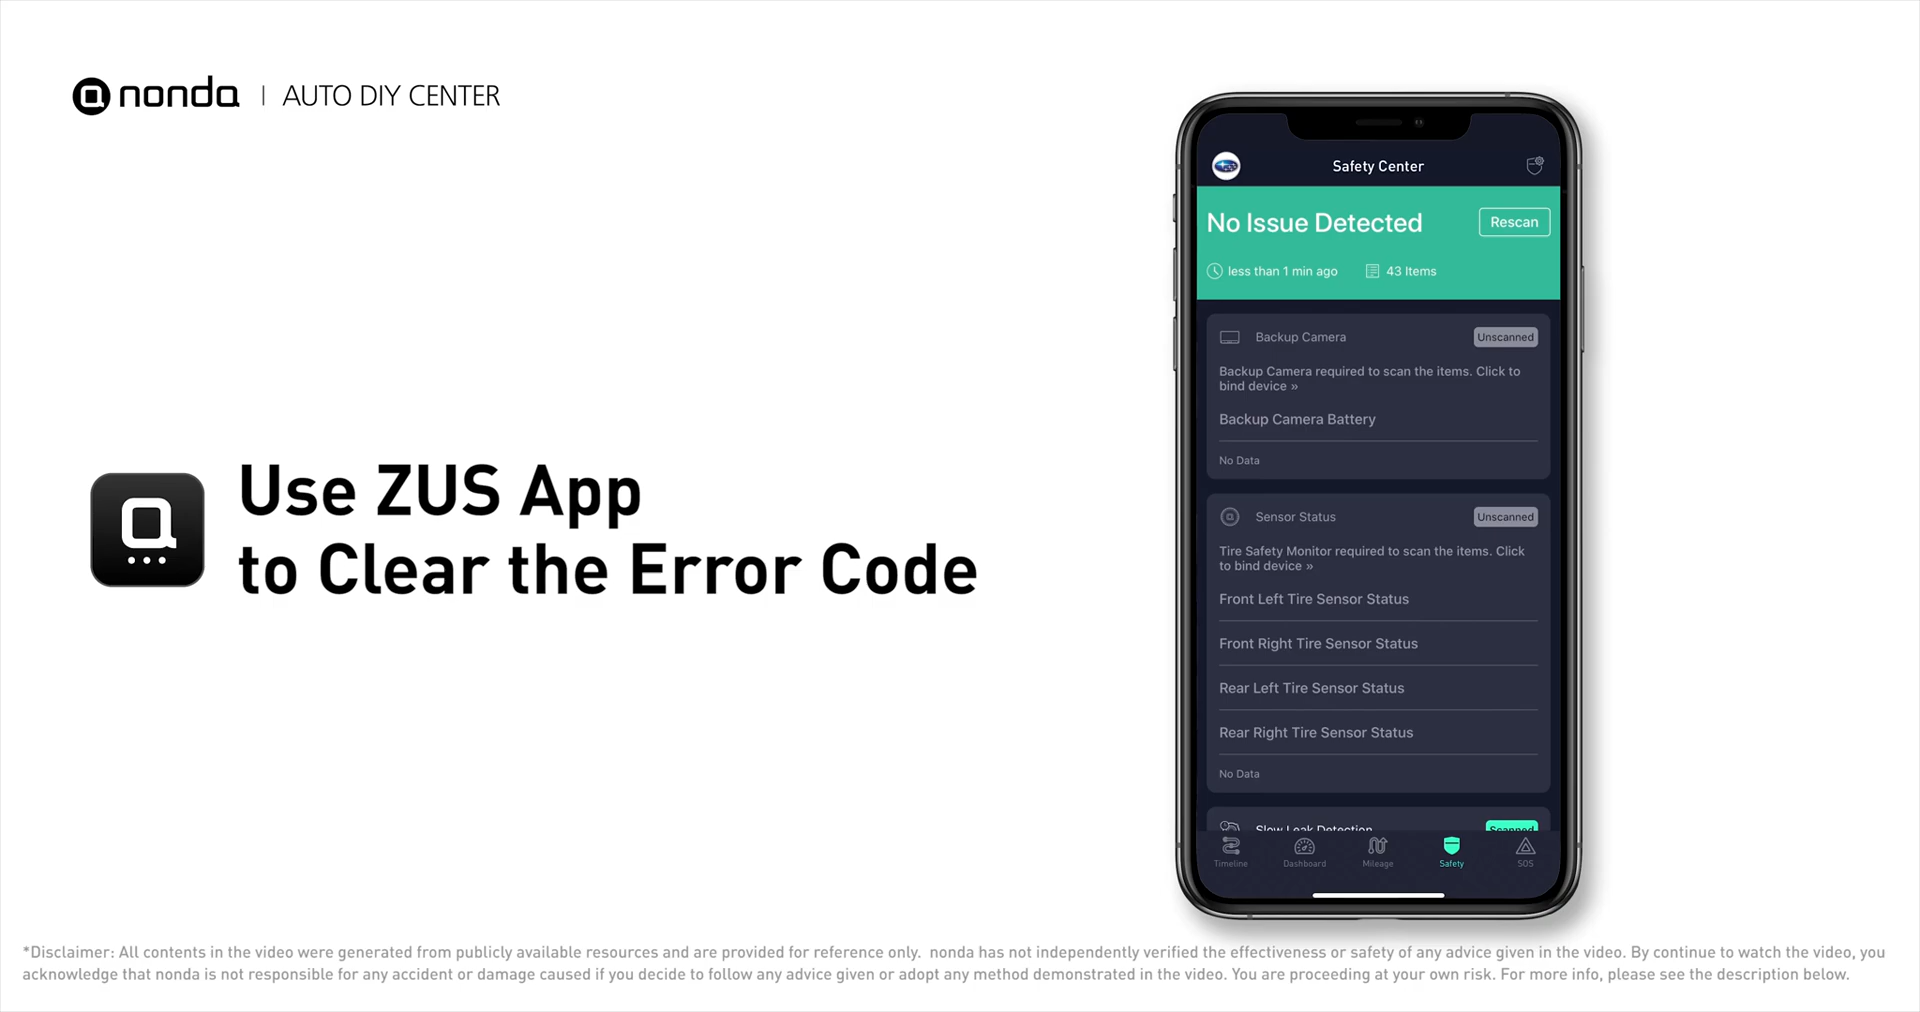 nonda | AUTO DIY CENTER
Use ZUS App
to Clear the Error Code
Safety Center
No Issue Detected
Rescan
less than 1 min ago
43 Items
Backup Camera
Unscanned
Backup Camera required to scan the items. Click to
bind device »
Backup Camera Battery
No Data
Sensor Status
Unscanned
Tire Safety Monitor required to scan the items. Click
to bind device »
Front Left Tire Sensor Status
Front Right Tire Sensor Status
Rear Left Tire Sensor Status
Rear Right Tire Sensor Status
No Data
Slow Leak Detection
Scanned
Timeline
Dashboard
Mileage
Safety
SOS
*Disclaimer: All contents in the video were generated from publicly available resources and are provided for reference only. nonda has not independently verified the effectiveness or safety of any advice given in the video. By continue to watch the video, you
acknowledge that nonda is not responsible for any accident or damage caused if you decide to follow any advice given or adopt any method demonstrated in the video. You are proceeding at your own risk. For more info, please see the description below.